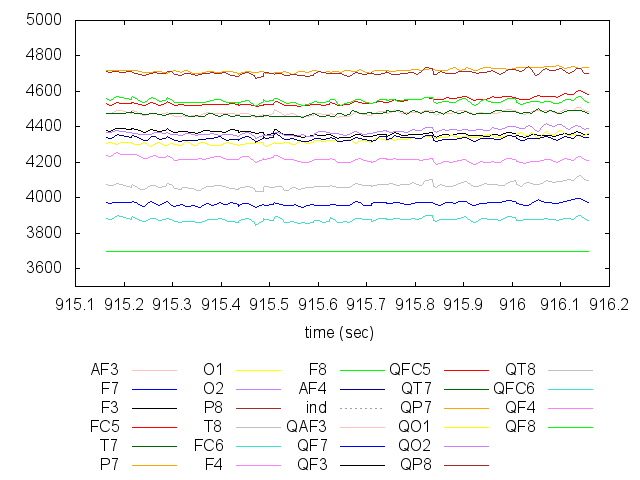 5000
4800
4600
4400
4200
4000
3800
3600
915.1 915.2 915.3 915.4 915.5 915.6 915.7 915.8 915.9 916 916.1 916.2
time (sec)
AF3 O1 F8 QFC5 QT8
F7 O2 AF4 QT7 QFC6
F3 P8 ind QP7 QF4
FC5 T8 QAF3 QO1 QF8
T7 FC6 QF7 QO2
P7 F4 QF3 QP8